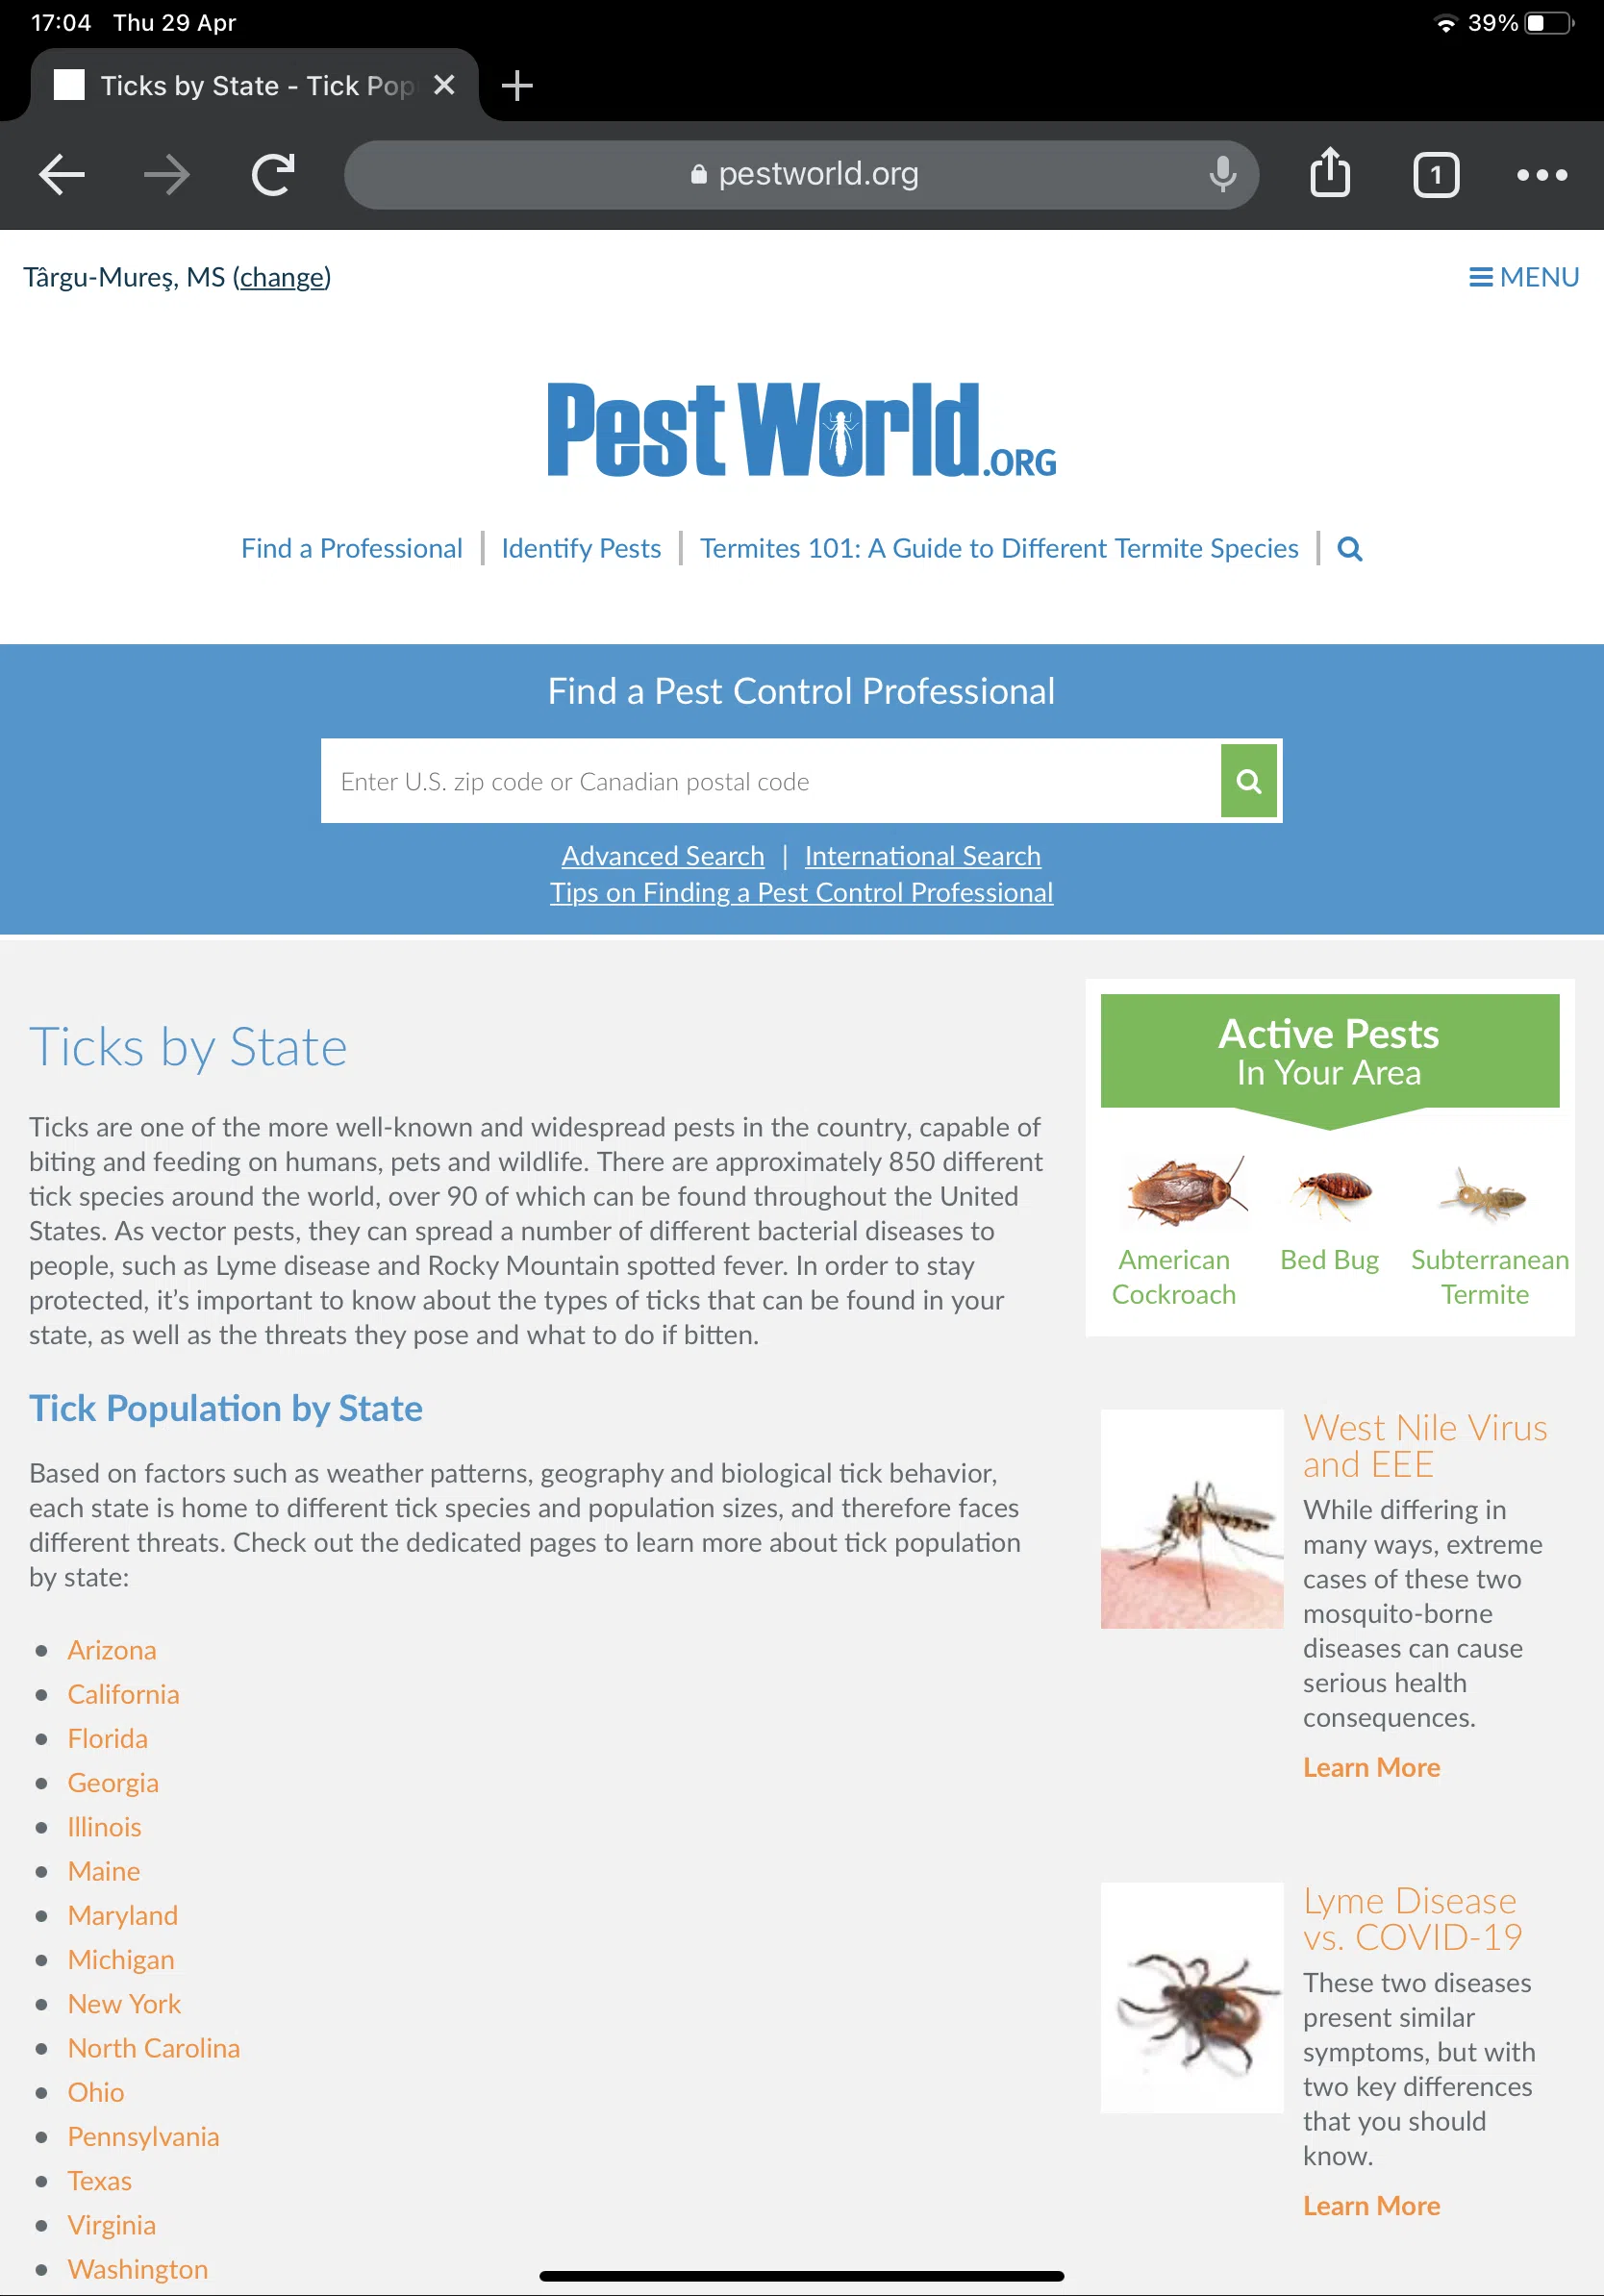 17:04 Thu 29 Apr
39%
Ticks by State - Tick Pop
pestworld.org
1
Târgu-Mureş, MS (change)
MENU
Pest World.ORG
Find a Professional | Identify Pests | Termites 101: A Guide to Different Termite Species |
Find a Pest Control Professional
Enter U.S. zip code or Canadian postal code
Advanced Search | International Search
Tips on Finding a Pest Control Professional
Ticks by State
Ticks are one of the more well-known and widespread pests in the country, capable of
biting and feeding on humans, pets and wildlife. There are approximately 850 different
tick species around the world, over 90 of which can be found throughout the United
States. As vector pests, they can spread a number of different bacterial diseases to
people, such as Lyme disease and Rocky Mountain spotted fever. In order to stay
protected, it’s important to know about the types of ticks that can be found in your
state, as well as the threats they pose and what to do if bitten.
Tick Population by State
Based on factors such as weather patterns, geography and biological tick behavior,
each state is home to different tick species and population sizes, and therefore faces
different threats. Check out the dedicated pages to learn more about tick population
by state:
Arizona
California
Florida
Georgia
Illinois
Maine
Maryland
Michigan
New York
North Carolina
Ohio
Pennsylvania
Texas
Virginia
Washington
Active Pests
In Your Area
American
Cockroach
Bed Bug
Subterranean
Termite
West Nile Virus
and EEE
While differing in
many ways, extreme
cases of these two
mosquito-borne
diseases can cause
serious health
consequences.
Learn More
Lyme Disease
vs. COVID-19
These two diseases
present similar
symptoms, but with
two key differences
that you should
know.
Learn More